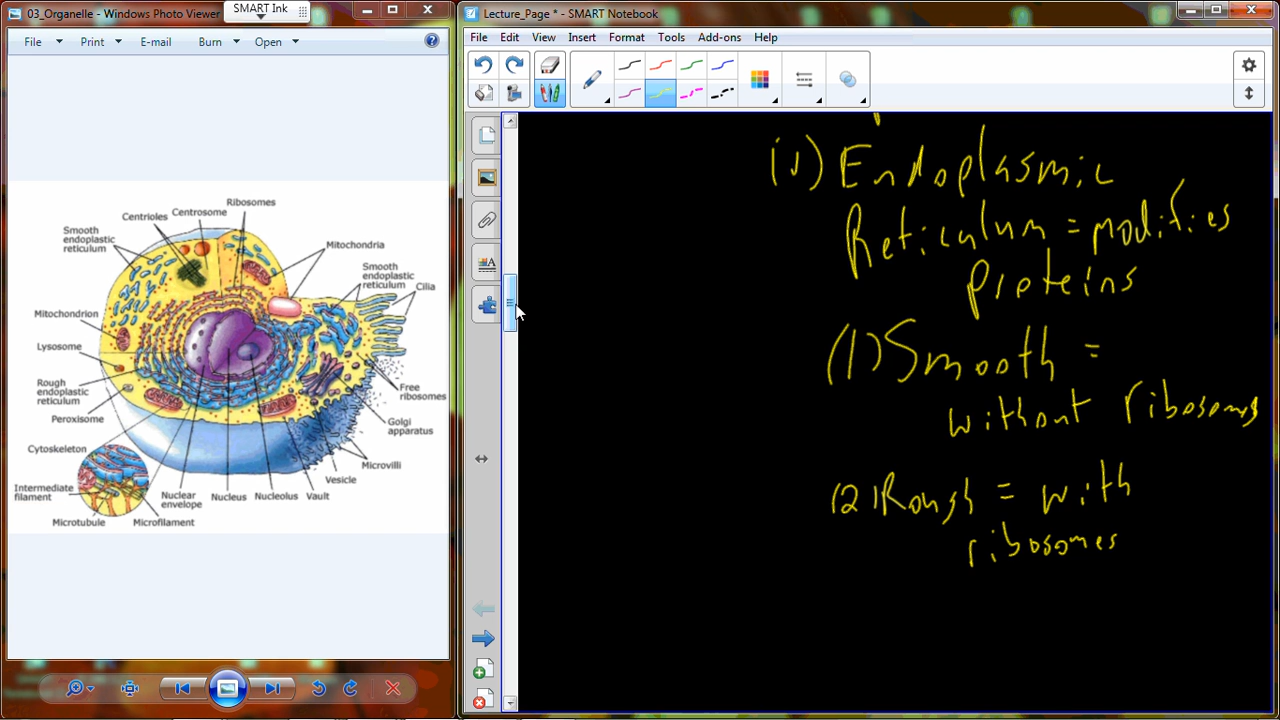 03_Organelle - Windows Photo Viewer
SMART Ink
File Print E-mail Burn Open
Centrioles
Centrosome
Ribosomes
Smooth
endoplastic
reticulum
Mitochondria
Smooth
endoplastic
reticulum
Cilia
Mitochondrion
Lysosome
Rough
endoplastic
reticulum
Peroxisome
Free
ribosomes
Golgi
apparatus
Cytoskeleton
Microvilli
Intermediate
filament
Nuclear
envelope
Nucleus
Nucleolus
Vault
Vesicle
Microtubule
Microfilament
Lecture_Page * - SMART Notebook
File Edit View Insert Format Tools Add-ons Help
Endoplasmic
Reticulum = modifies
Proteins
(1) Smooth =
without ribosomes
(2) Rough = with
ribosomes